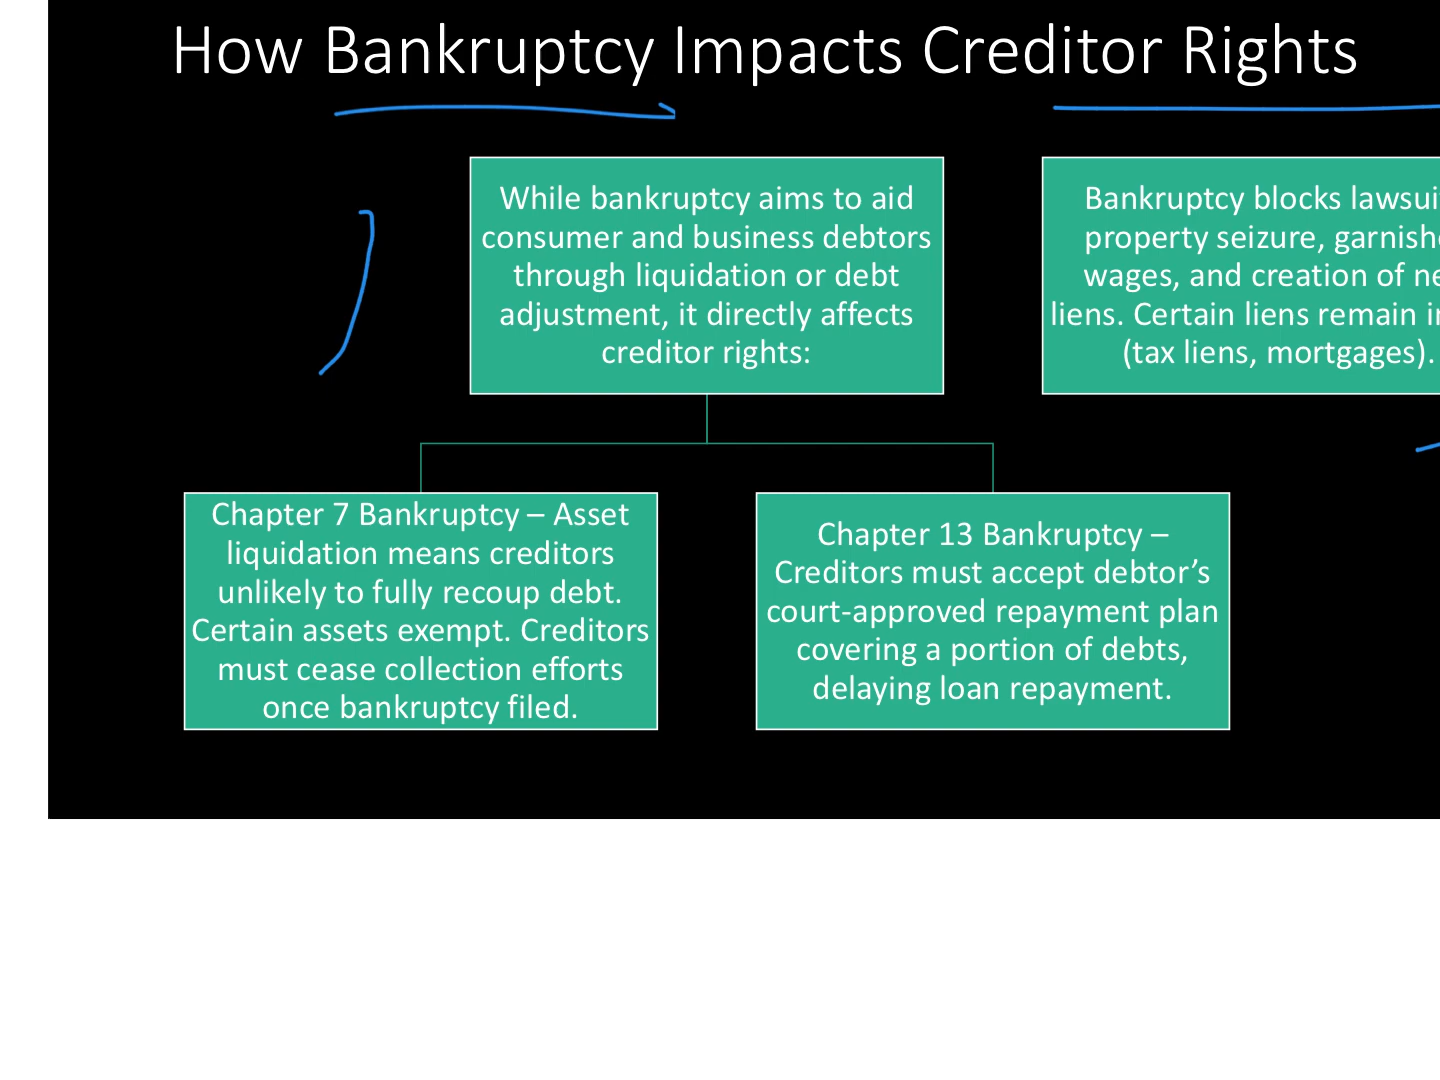 How Bankruptcy Impacts Creditor Rights
While bankruptcy aims to aid
consumer and business debtors
through liquidation or debt
adjustment, it directly affects
creditor rights:
Bankruptcy blocks
property seizure,
wages, and creation of
liens. Certain liens remain
(tax liens, mortgages).
Chapter 7 Bankruptcy – Asset
liquidation means creditors
unlikely to fully recoup debt.
Certain assets exempt. Creditors
must cease collection efforts
once bankruptcy filed.
Chapter 13 Bankruptcy –
Creditors must accept debtor’s
court-approved repayment plan
covering a portion of debts,
delaying loan repayment.